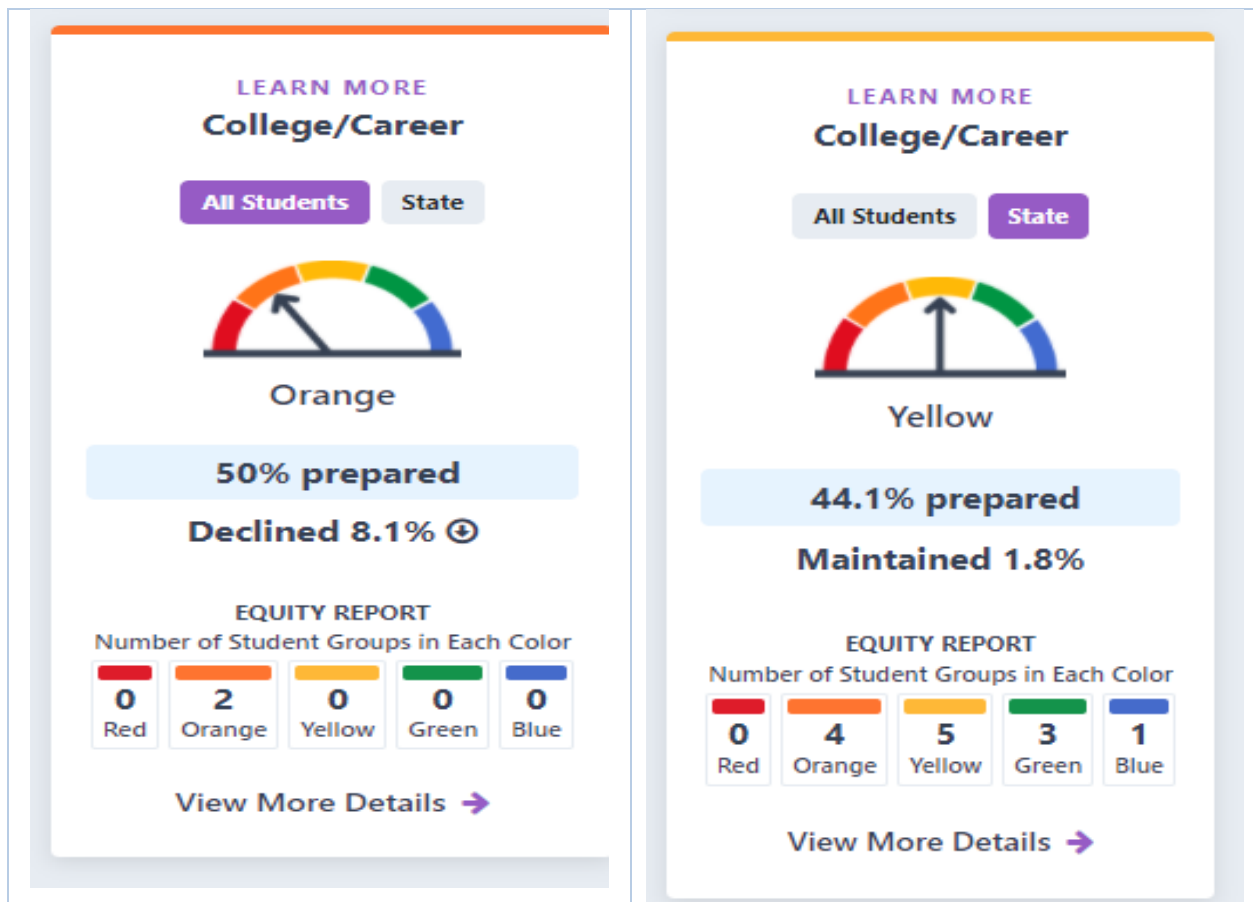 LEARN MORE
College/Career
All Students State
Orange
50% prepared
Declined 8.1%
EQUITY REPORT
Number of Student Groups in Each Color
0 2 0 0 0
Red Orange Yellow Green Blue
View More Details
LEARN MORE
College/Career
All Students State
Yellow
44.1% prepared
Maintained 1.8%
EQUITY REPORT
Number of Student Groups in Each Color
0 4 5 3 1
Red Orange Yellow Green Blue
View More Details